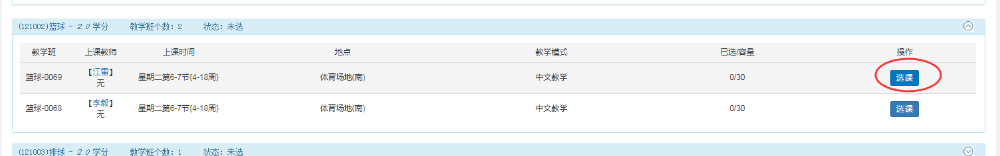 (121002)篮球 - 2.0 学分 教学班个数：2 状态：未选
教学班 上课教师 上课时间 地点 教学模式 已选/容量 操作
篮球-0069 【江雷】 星期二第6-7节{4-18周} 体育场地(南) 中文教学 0/30 选课
无
篮球-0068 【李毅】 星期二第6-7节{4-18周} 体育场地(南) 中文教学 0/30 选课
无
(121003)排球 - 2.0 学分 教学班个数：1 状态：未选